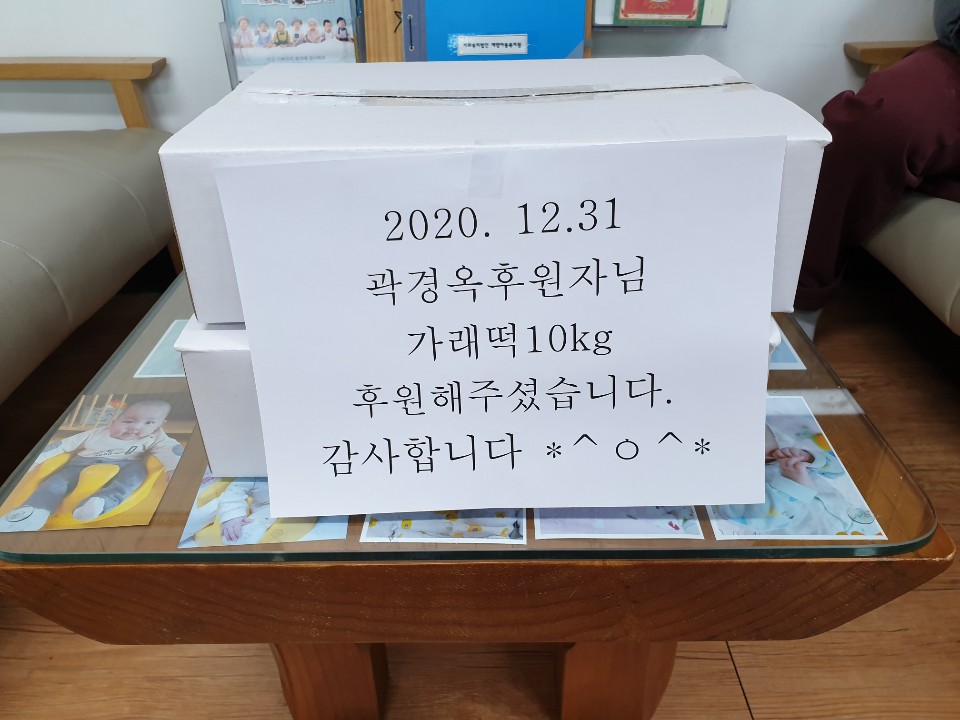 2020. 12.31
곽경옥후원자님
가래떡10kg
후원해주셨습니다.
감사합니다 *^ㅇ^*